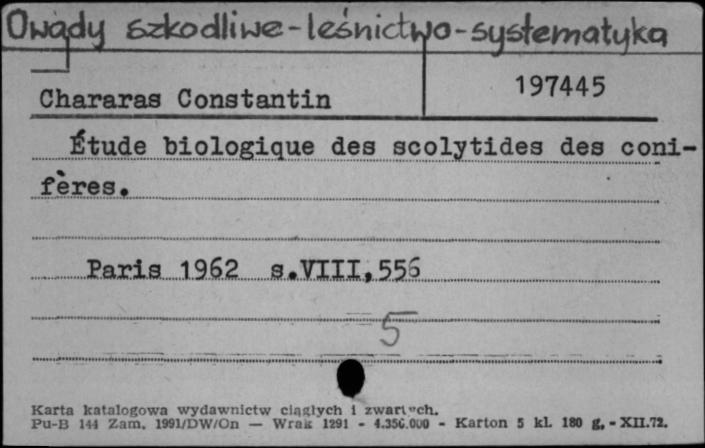 Owady szkodliwe-leśnictwo-systematyka
197445
Chararas Constantin
Étude biologique des scolytides des coni-
fères.
Paris 1962 s.VIII,556
5
Karta katalogowa wydawnictw ciągłych i zwartych.
Pu-B 144 Zam. 1991/DW/On — Wrak 1291 - 4.356.000 - Karton 5 kl. 180 g. - XII.72.